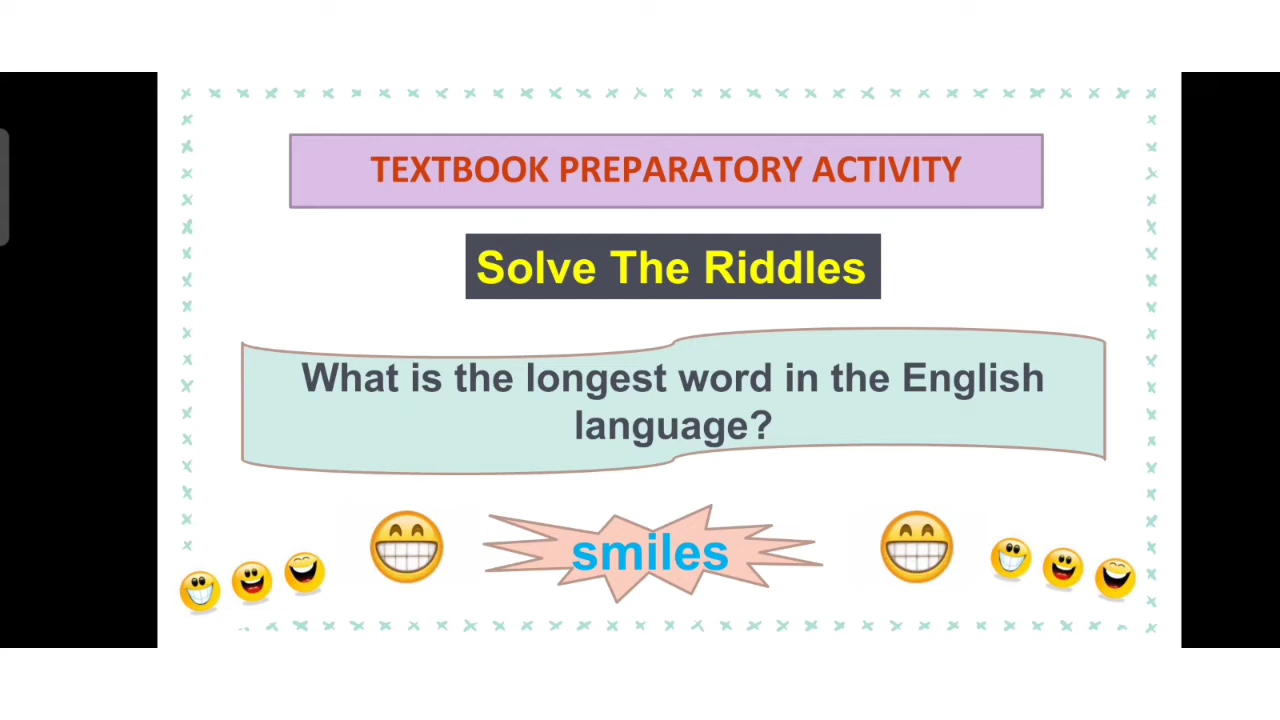 TEXTBOOK PREPARATORY ACTIVITY
Solve The Riddles
What is the longest word in the English
language?
smiles